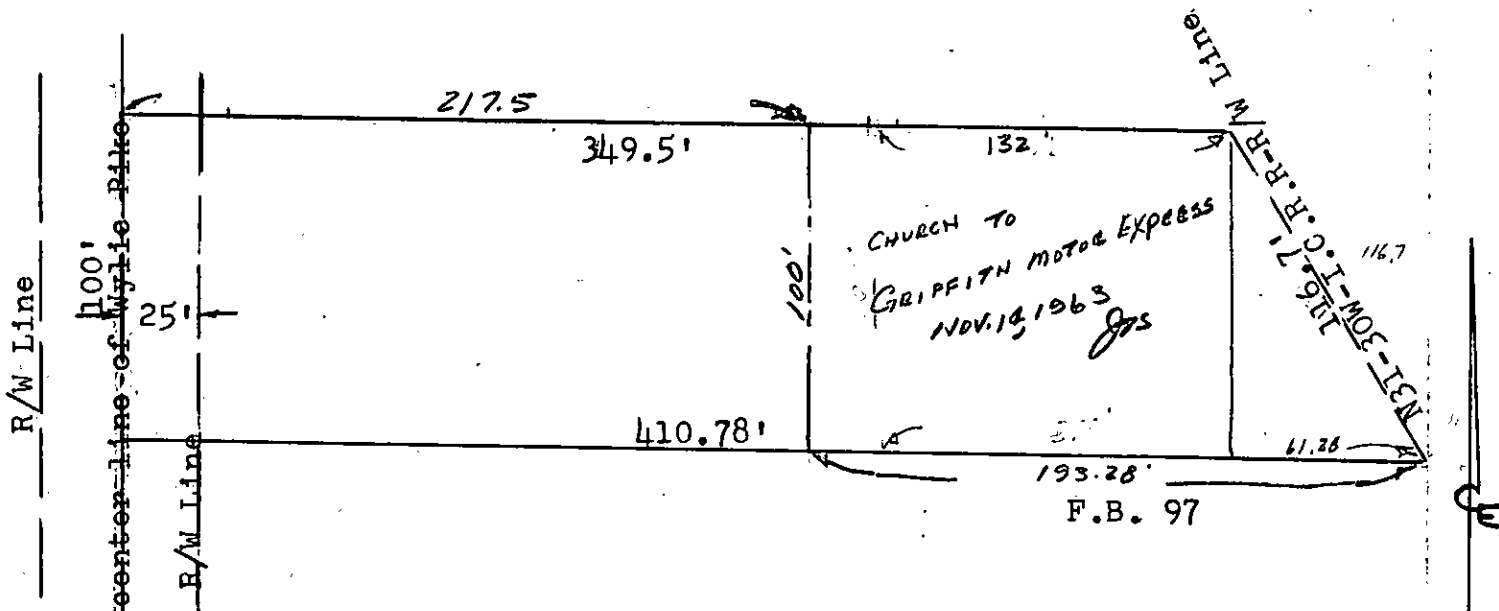 R/W Line
217.5
349.5'
132
R/W Line
100'
center line of Wylie Pike
25'
100'
CHURCH TO
GRIFFITH MOTOR EXPRESS
NOV. 14, 1963
N31-30W-I.C.R.R-R/W Line
116.7'
116.7
R/W Line
410.78'
61.28
193.28'
F.B. 97